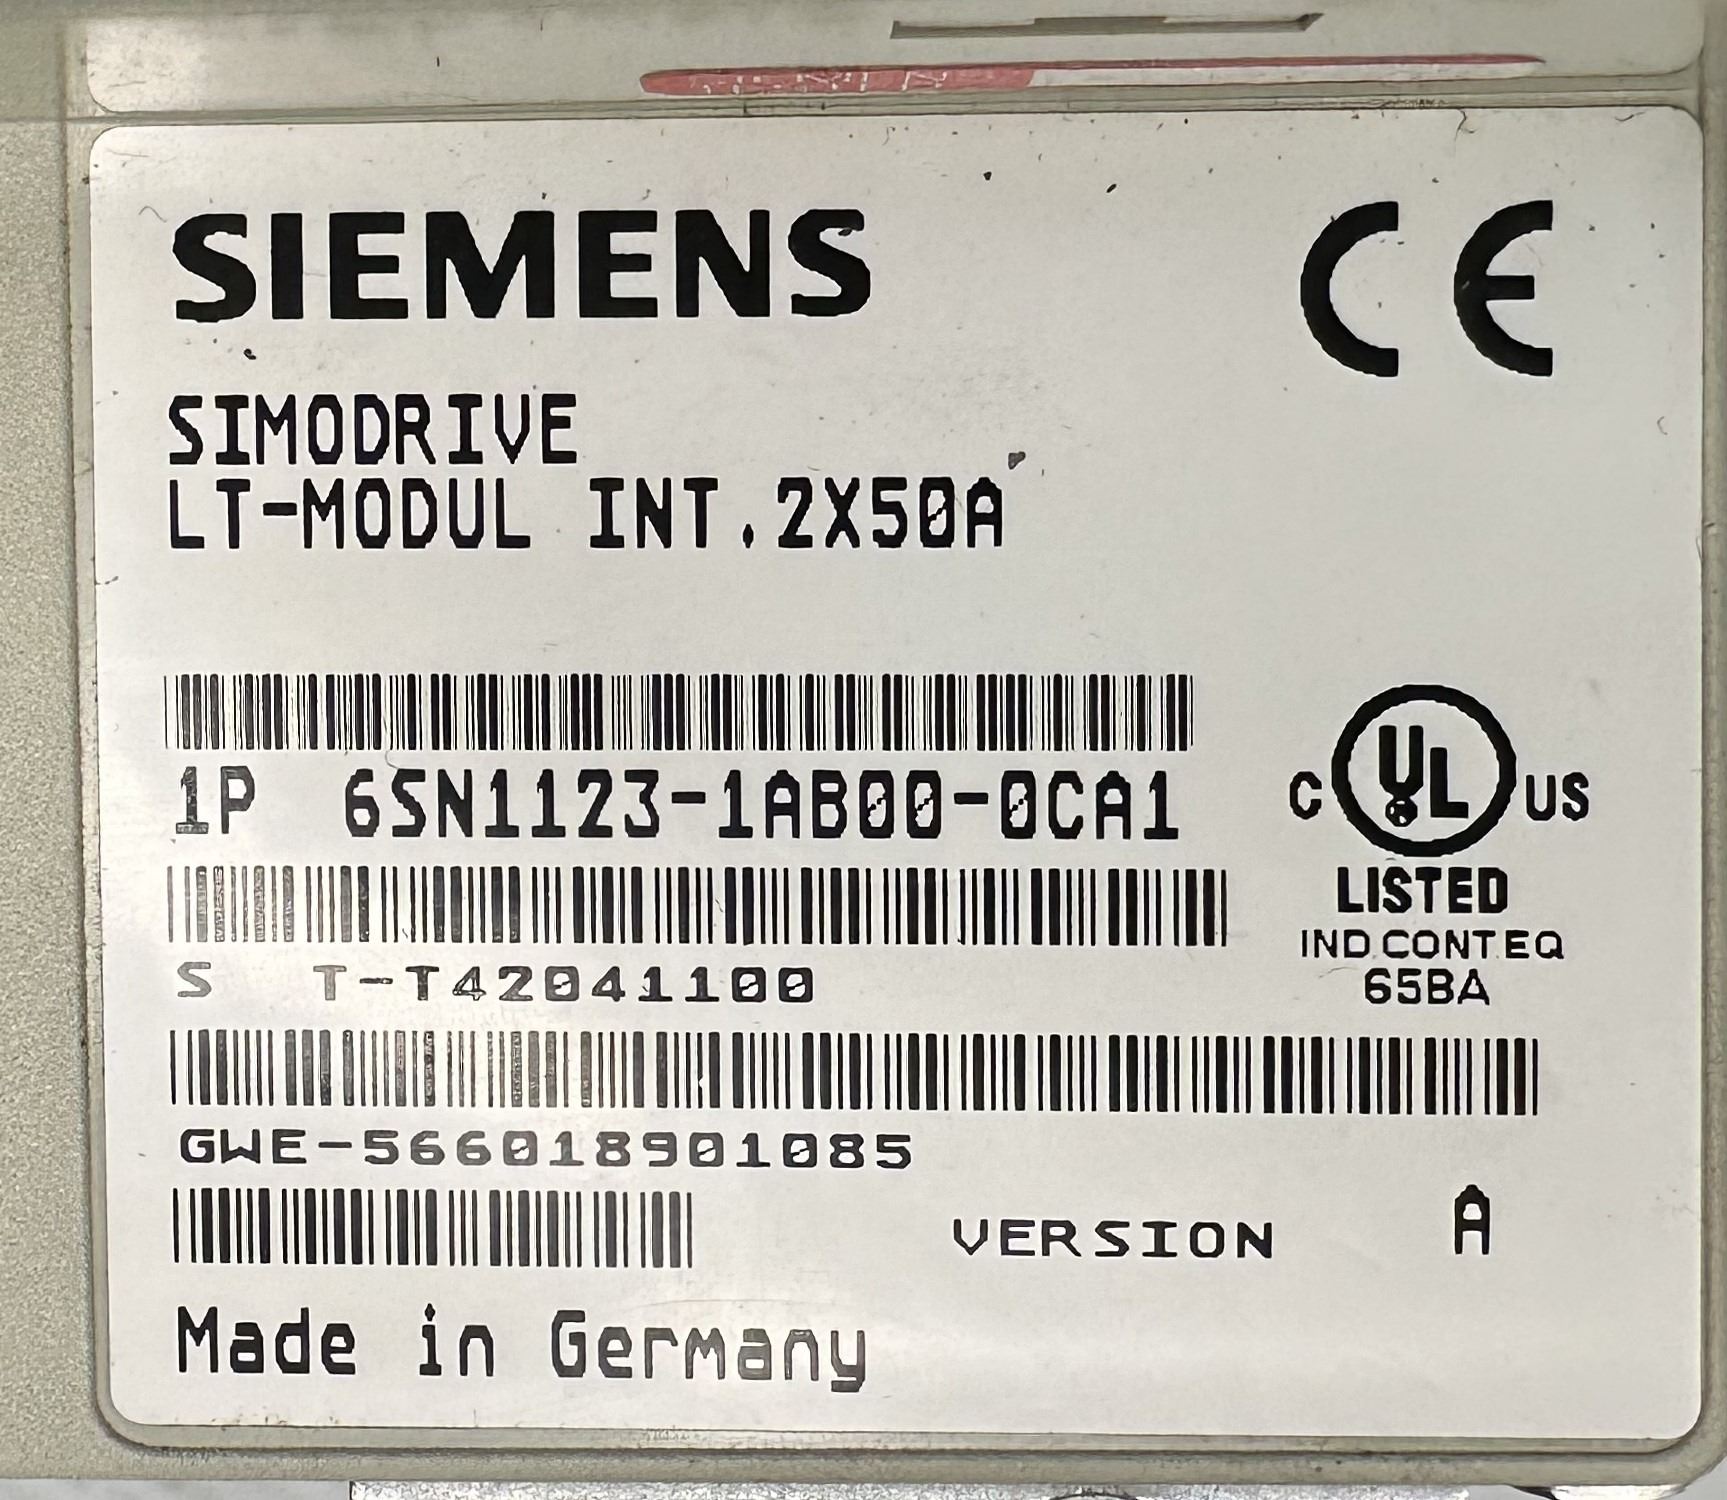 SIEMENS
CE
SIMODRIVE
LT-MODUL INT.2X50A
1P 6SN1123-1AB00-0CA1
C UL US
LISTED
IND.CONT.EQ
65BA
S T-T42041100
GWE-566018901085
VERSION A
Made in Germany